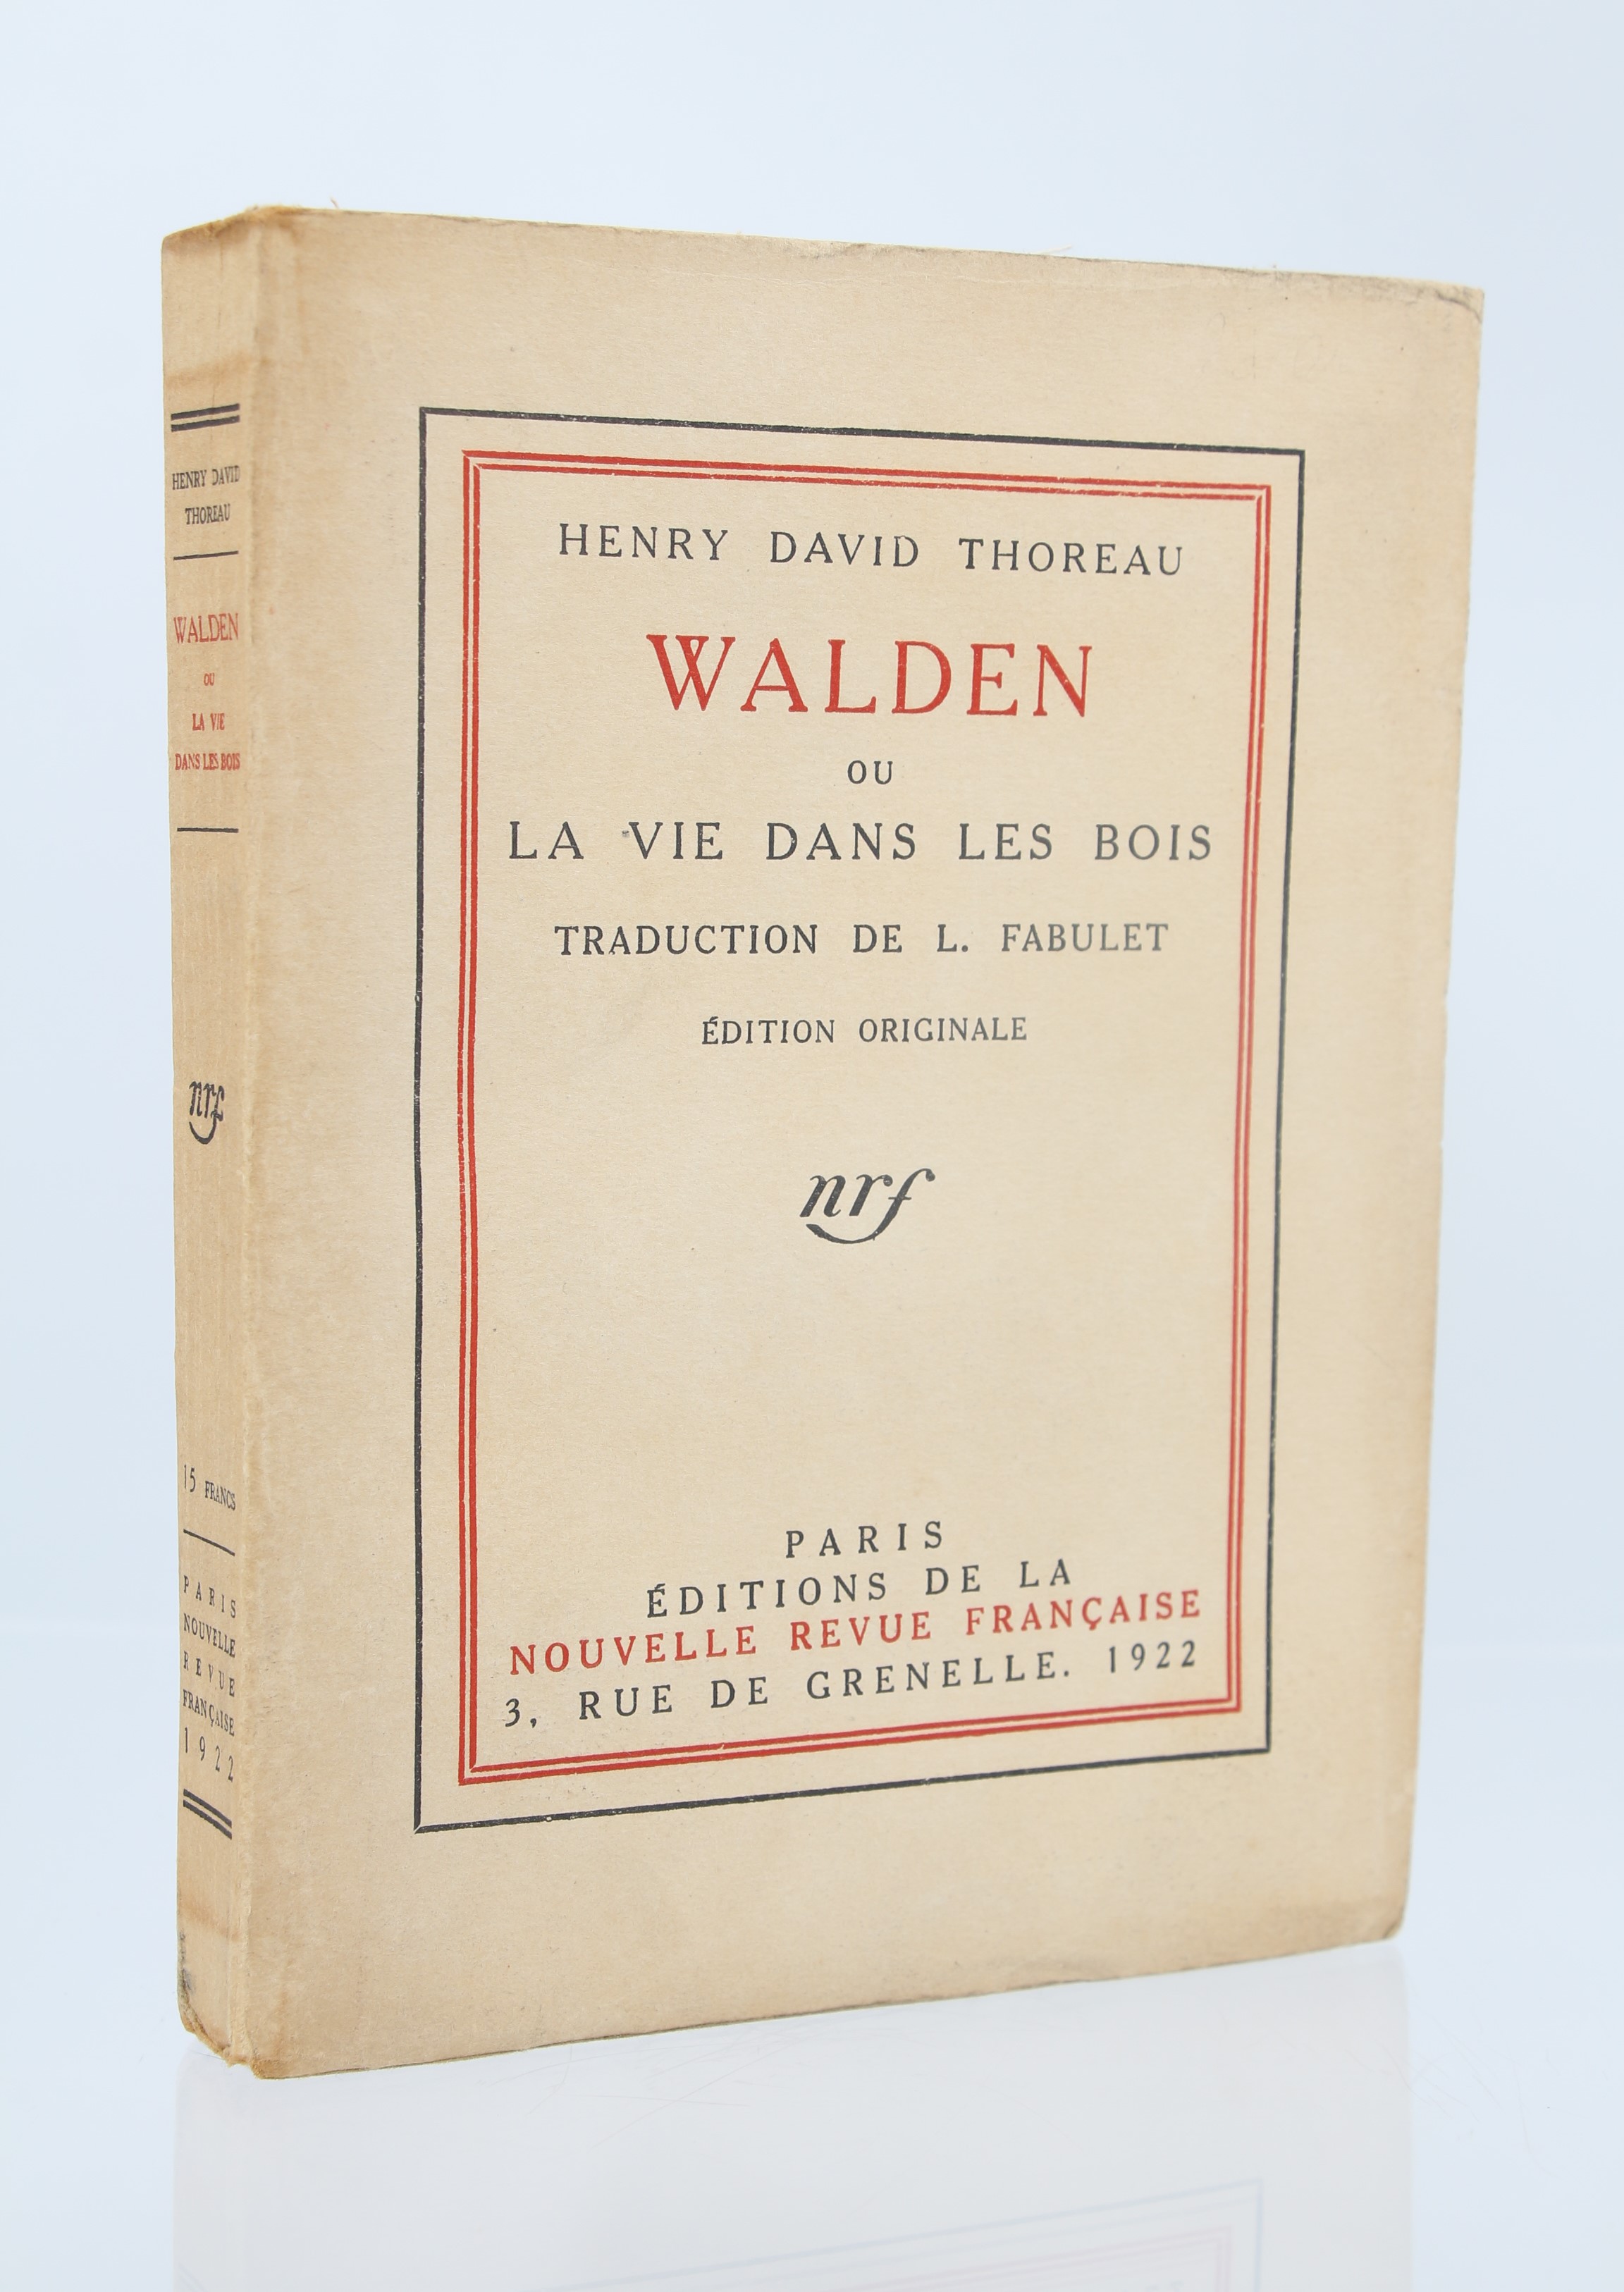 HENRY DAVID
THOREAU
WALDEN
OU
LA VIE
DANS LES BOIS
nrf
15 FRANCS
PARIS
NOUVELLE
REVUE
FRANÇAISE
1922
HENRY DAVID THOREAU
WALDEN
OU
LA VIE DANS LES BOIS
TRADUCTION DE L. FABULET
ÉDITION ORIGINALE
nrf
PARIS
ÉDITIONS DE LA
NOUVELLE REVUE FRANÇAISE
3, RUE DE GRENELLE. 1922